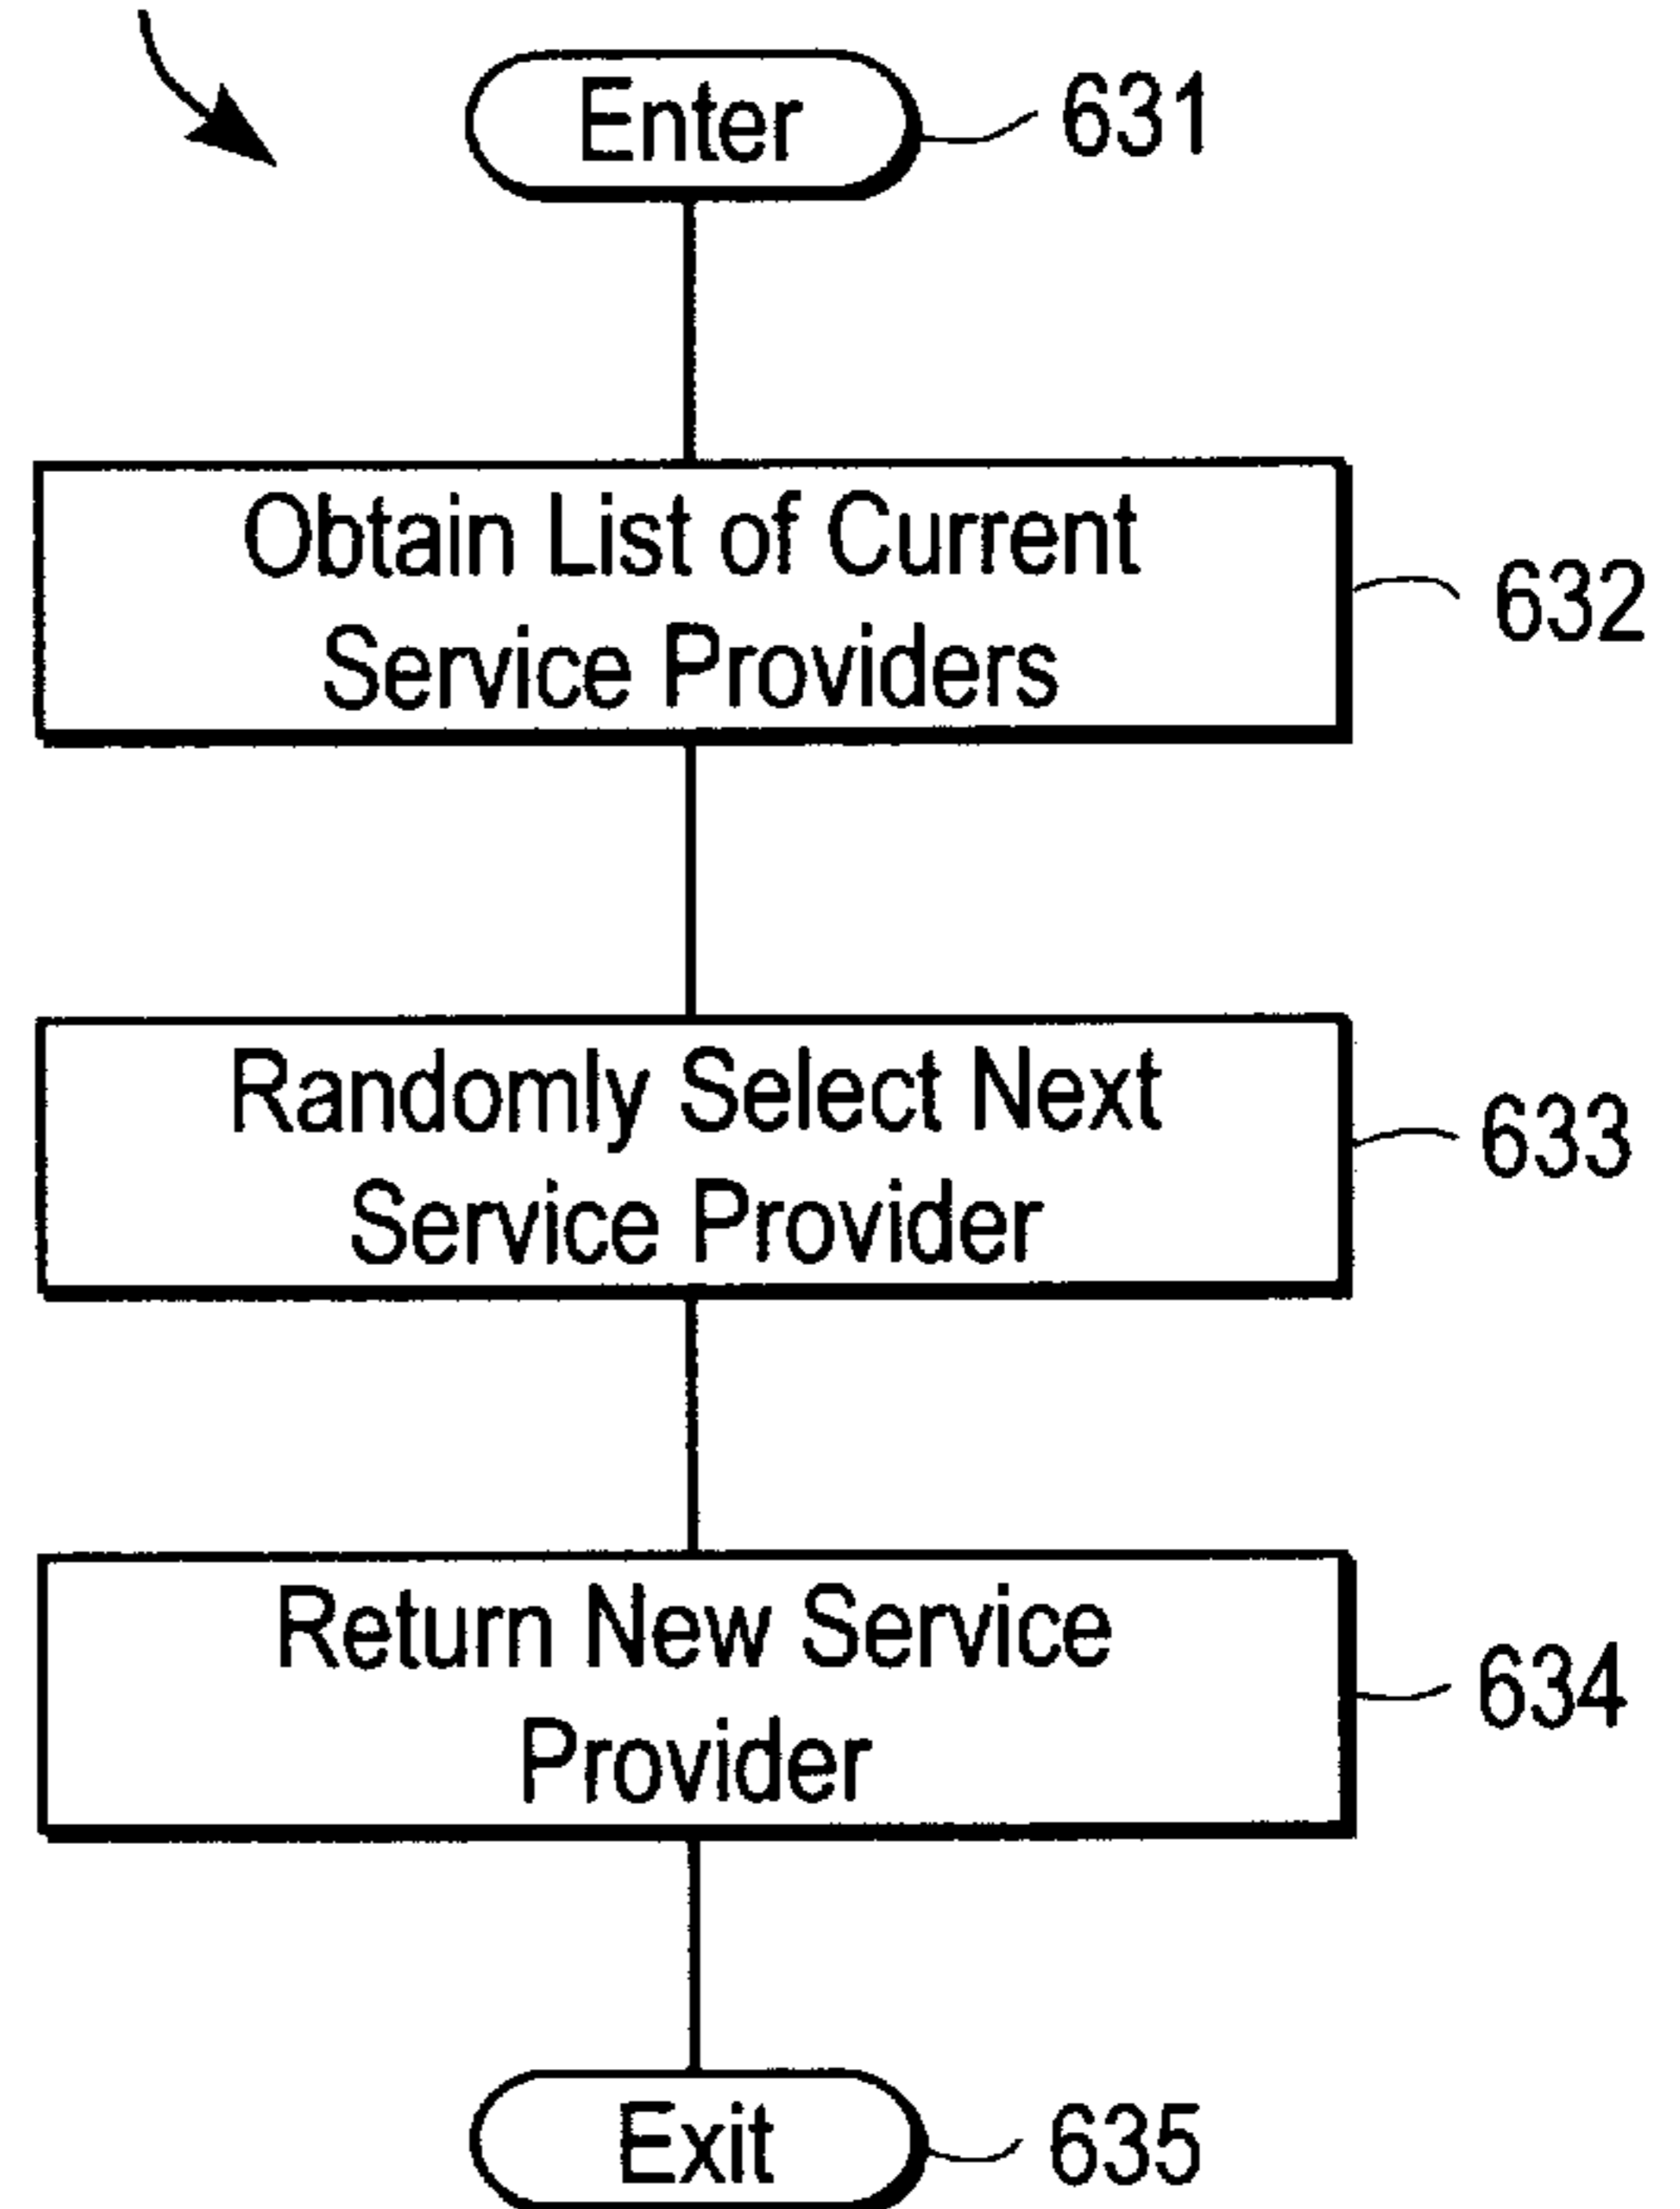 Enter
631
Obtain List of Current
Service Providers
632
Randomly Select Next
Service Provider
633
Return New Service
Provider
634
Exit
635